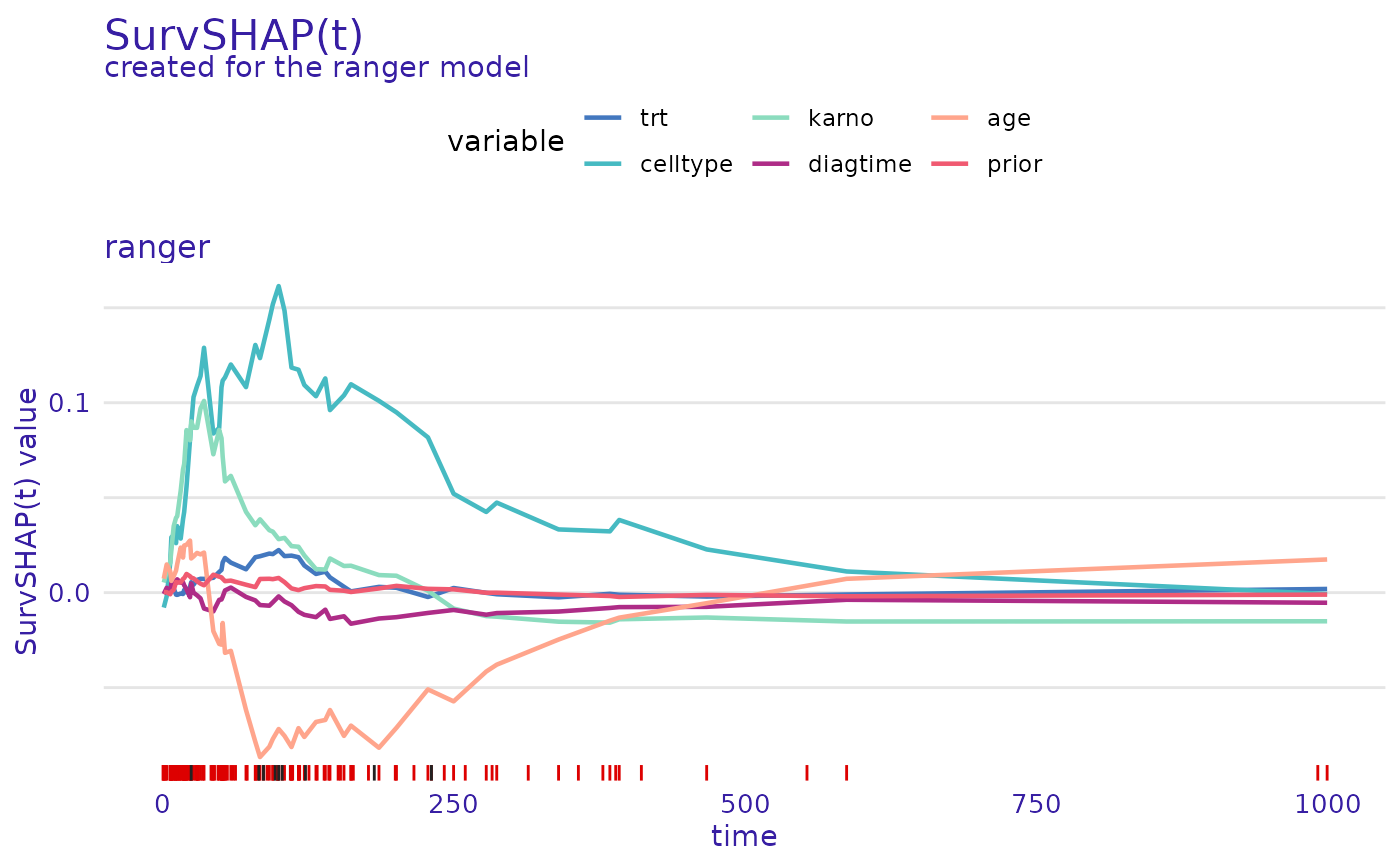 SurvSHAP(t)
created for the ranger model
variable
trt karno age
celltype diagtime prior
ranger
SurvSHAP(t) value
0.1
0.0
0 250 500 750 1000
time